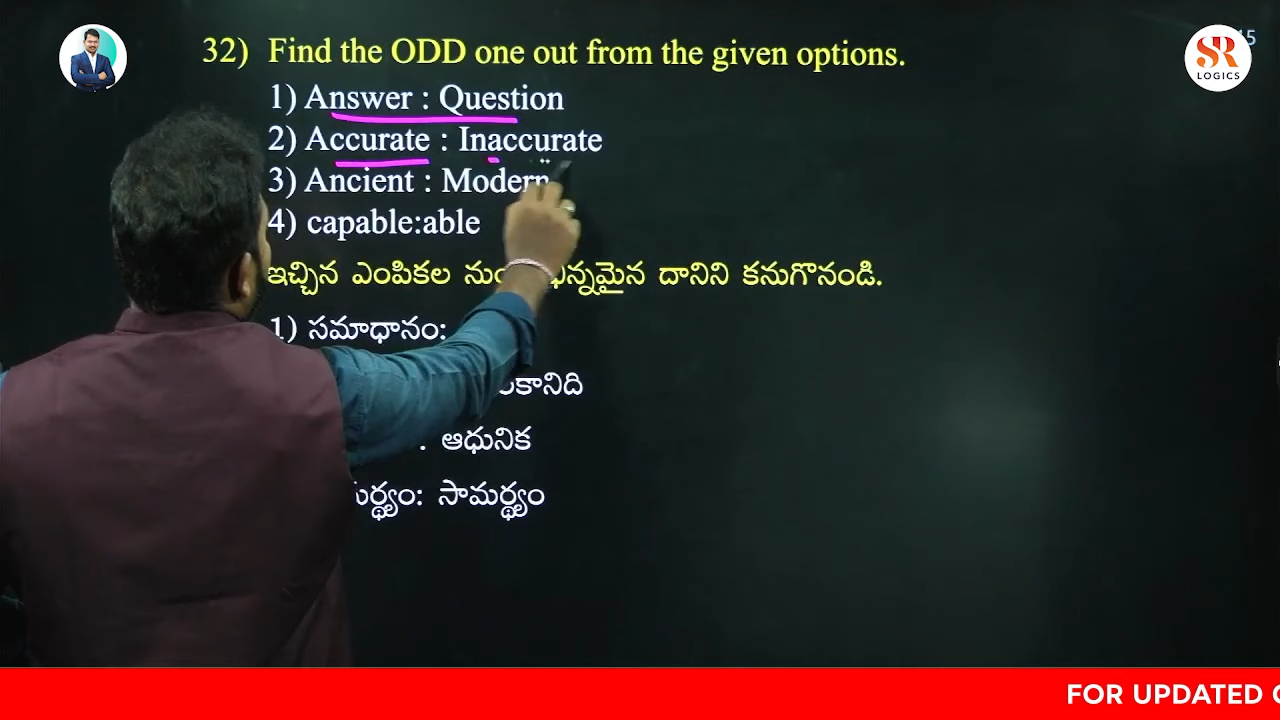 32) Find the ODD one out from the given options.
SR
LOGICS
1) Answer : Question
2) Accurate : Inaccurate
3) Ancient : Modern
4) capable:able
ఇచ్చిన ఎంపికల దానిని కనుగొనండి.
1) సమాధానం:
: ఆధునిక
సామర్థ్యం
FOR UPDATED